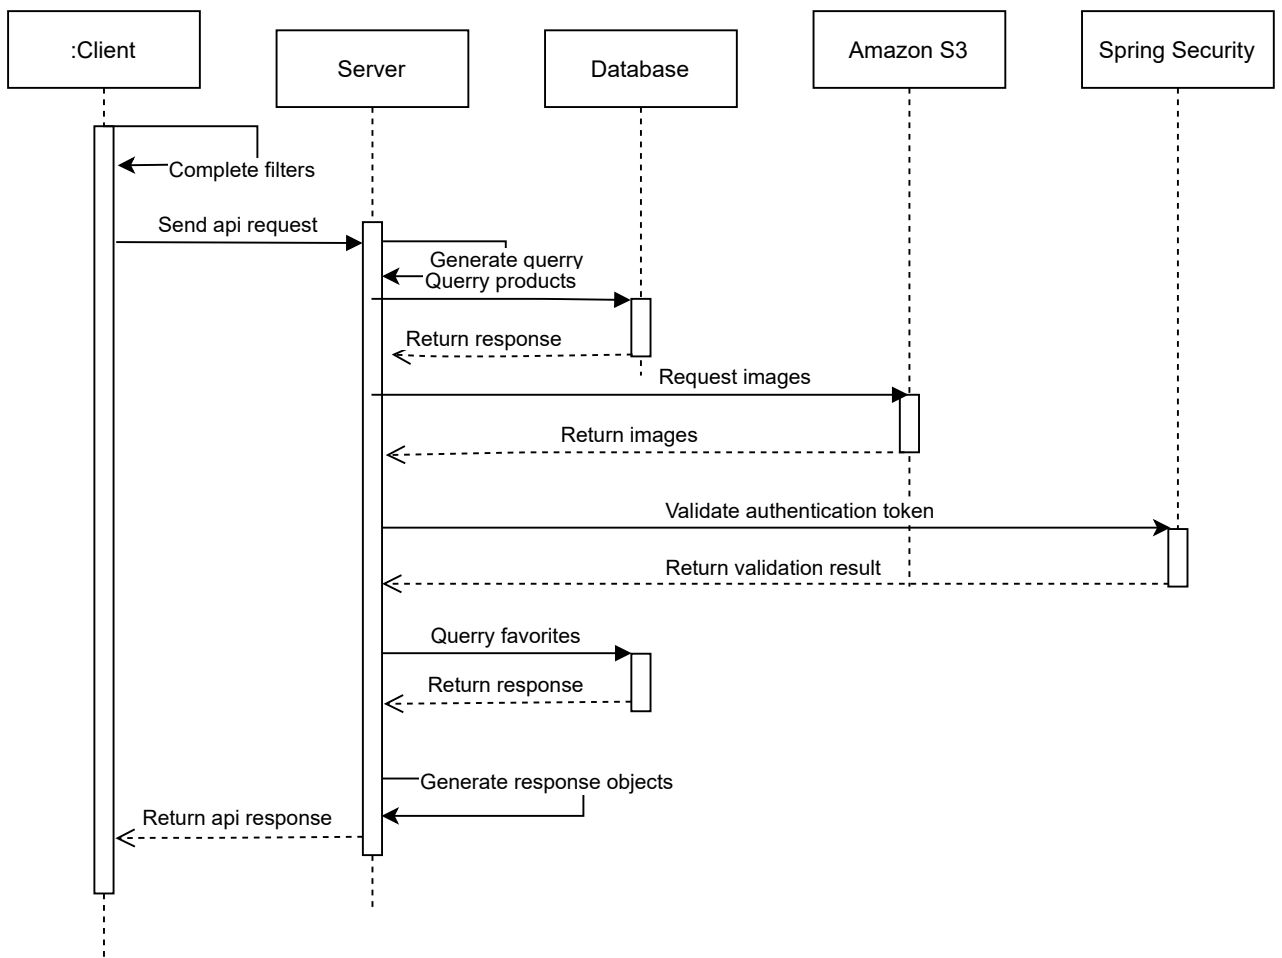 :Client
Server
Database
Amazon S3
Spring Security
Complete filters
Send api request
Generate querry
Querry products
Return response
Request images
Return images
Validate authentication token
Return validation result
Querry favorites
Return response
Generate response objects
Return api response